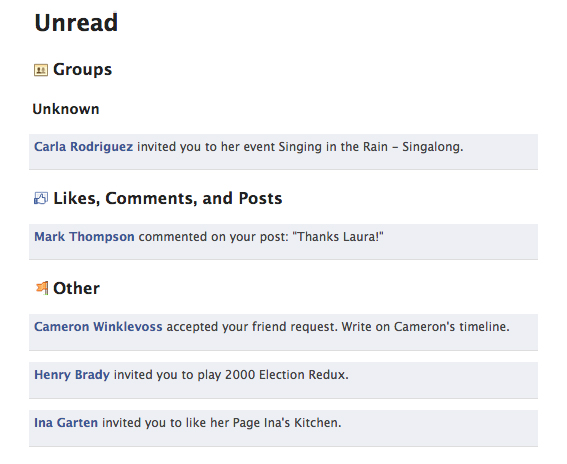 Unread
Groups
Unknown
Carla Rodriguez invited you to her event Singing in the Rain – Singalong.
Likes, Comments, and Posts
Mark Thompson commented on your post: "Thanks Laura!"
Other
Cameron Winklevoss accepted your friend request. Write on Cameron's timeline.
Henry Brady invited you to play 2000 Election Redux.
Ina Garten invited you to like her Page Ina's Kitchen.